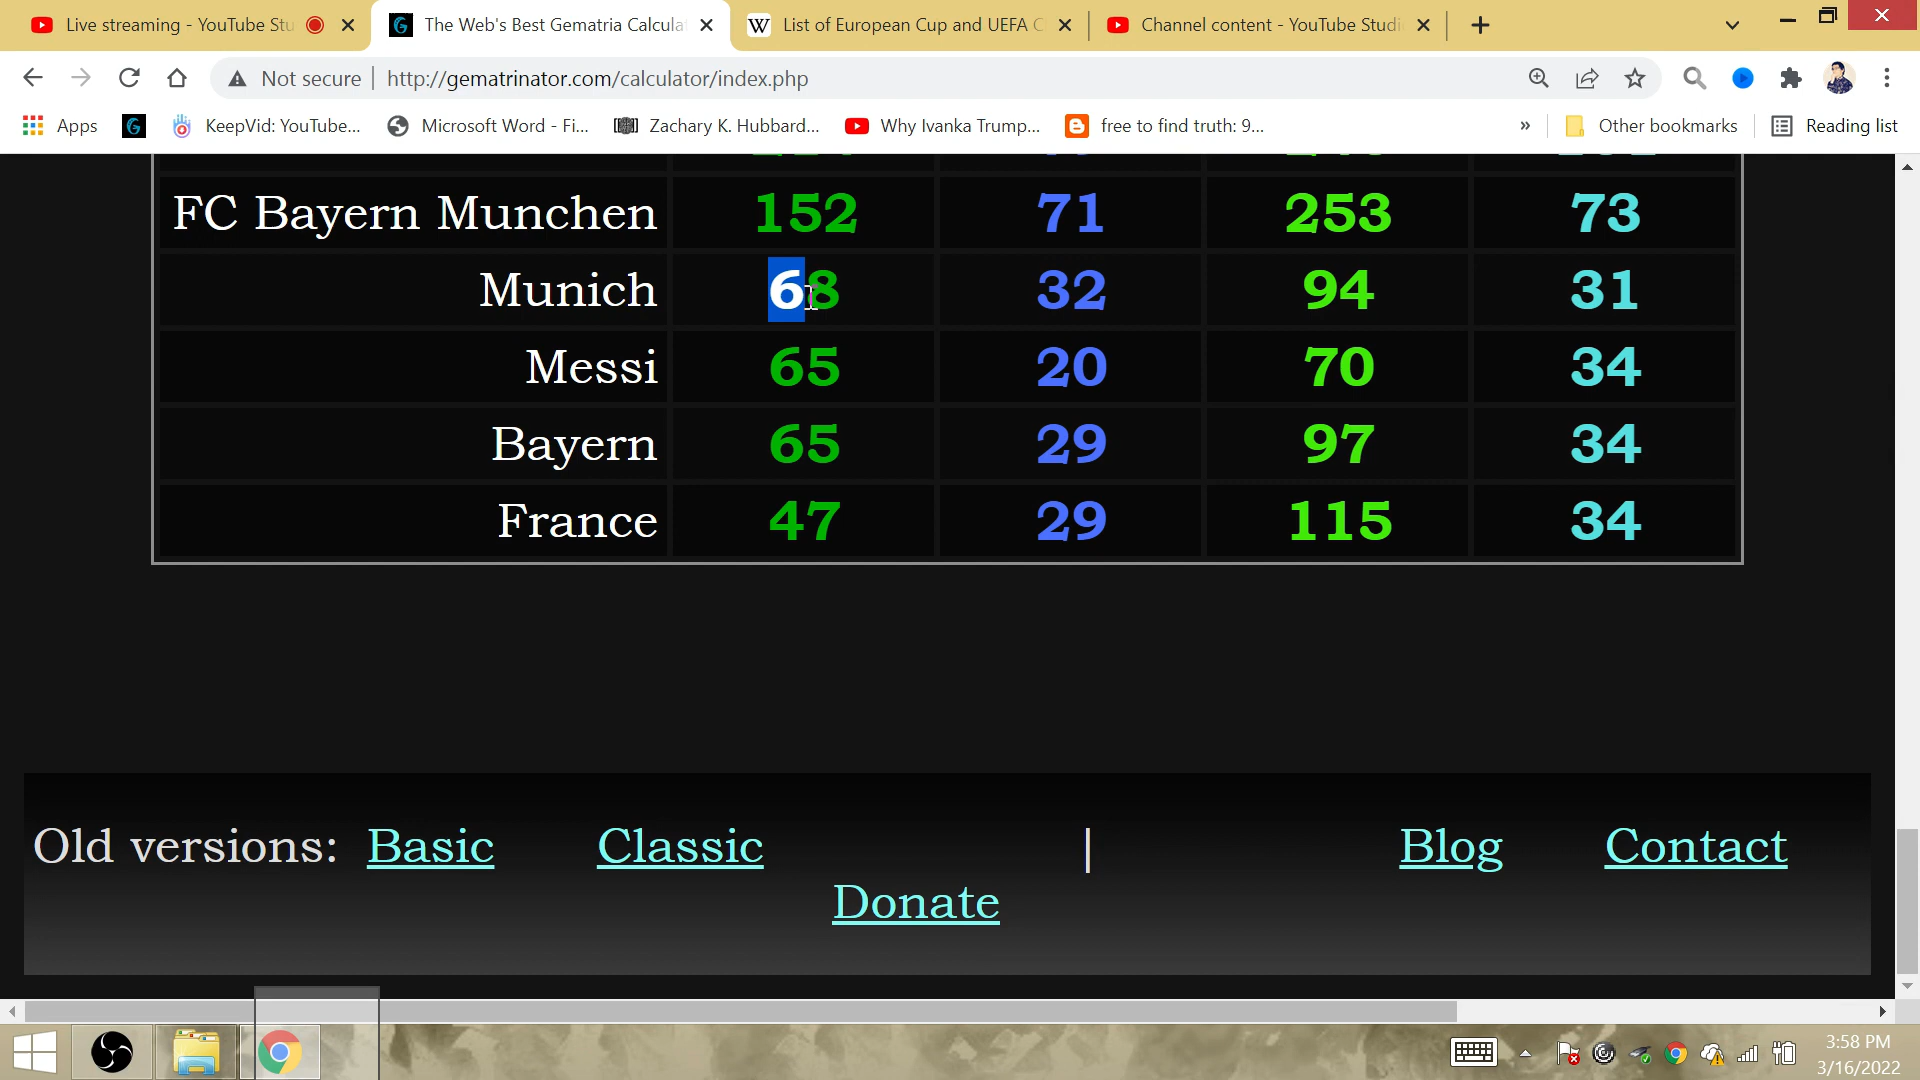 Live streaming - YouTube Stu
The Web's Best Gematria Calcula
W List of European Cup and UEFA C
Channel content - YouTube Studi
Not secure http://gematrinator.com/calculator/index.php
Apps G KeepVid: YouTube... Microsoft Word - Fi... Zachary K. Hubbard... Why Ivanka Trump... free to find truth: 9... » Other bookmarks Reading list
FC Bayern Munchen 152 71 253 73
Munich 68 32 94 31
Messi 65 20 70 34
Bayern 65 29 97 34
France 47 29 115 34
Old versions: Basic Classic | Blog Contact
Donate
3:58 PM
3/16/2022